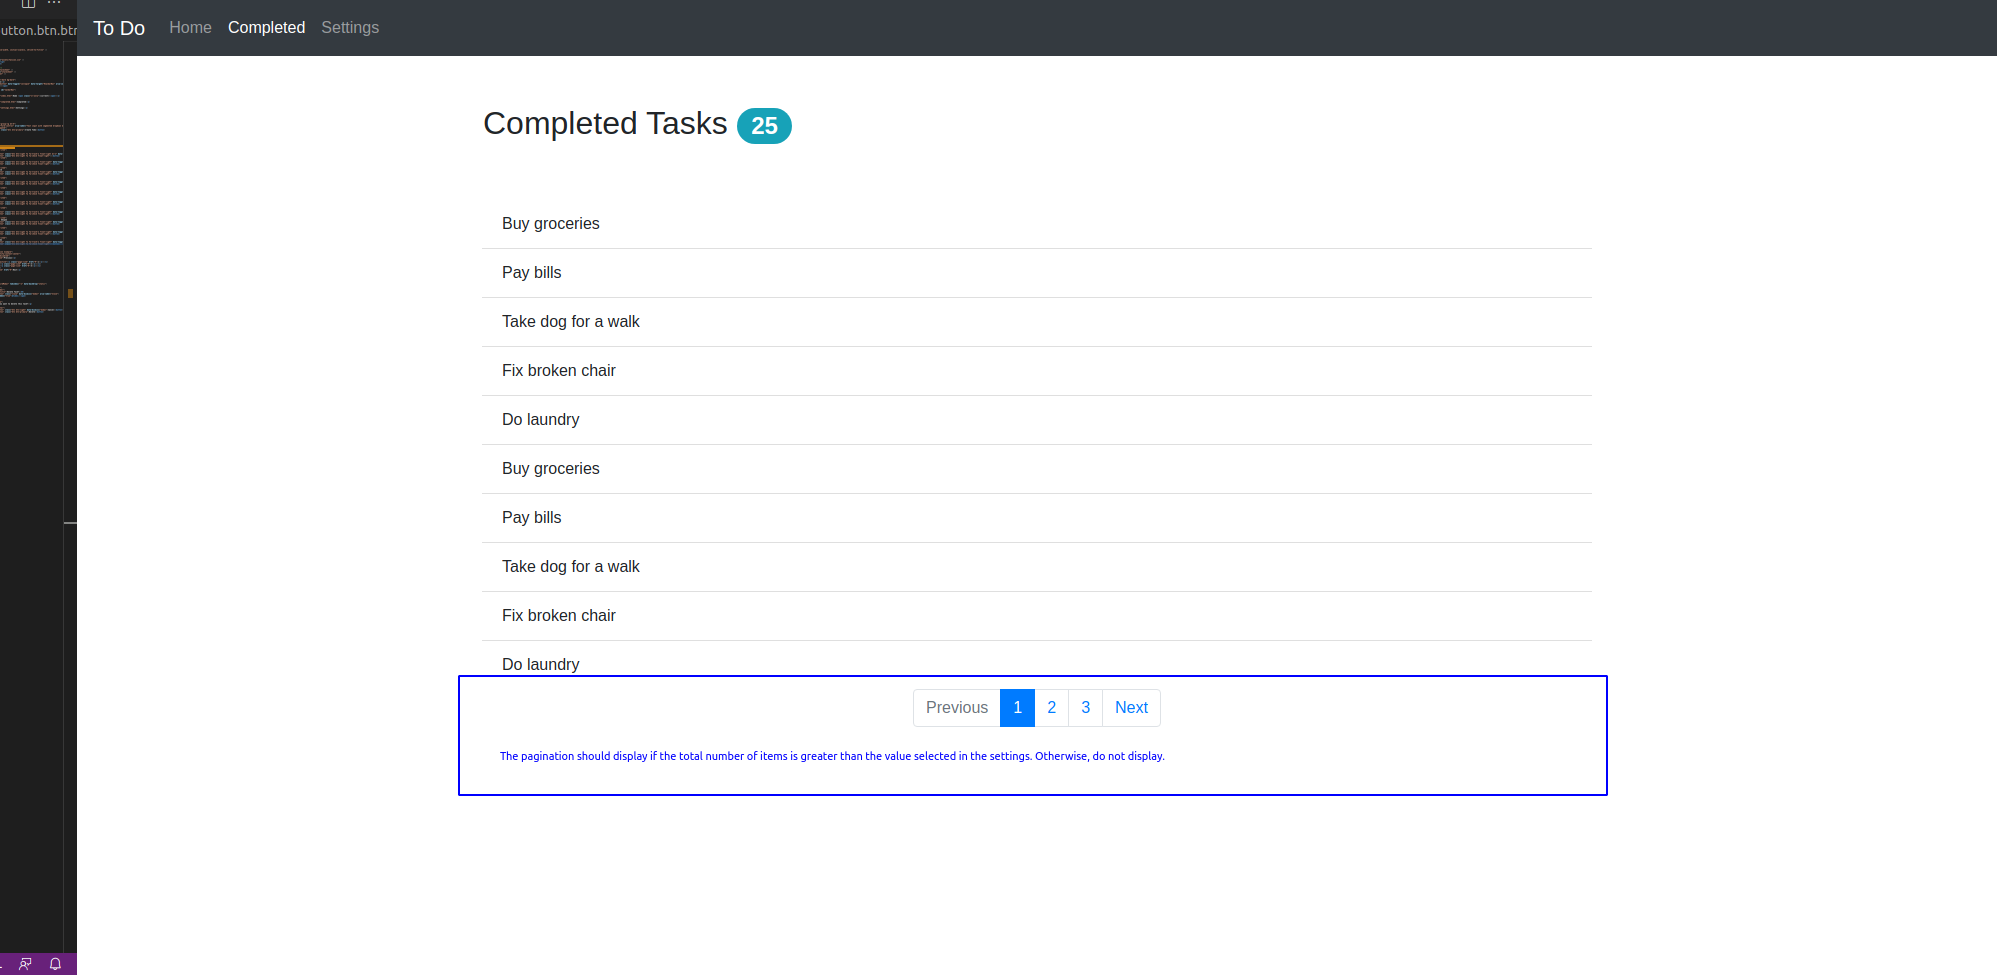 utton.btn.btn
To Do Home Completed Settings
Completed Tasks 25
Buy groceries
Pay bills
Take dog for a walk
Fix broken chair
Do laundry
Buy groceries
Pay bills
Take dog for a walk
Fix broken chair
Do laundry
Previous 1 2 3 Next
The pagination should display if the total number of items is greater than the value selected in the settings. Otherwise, do not display.